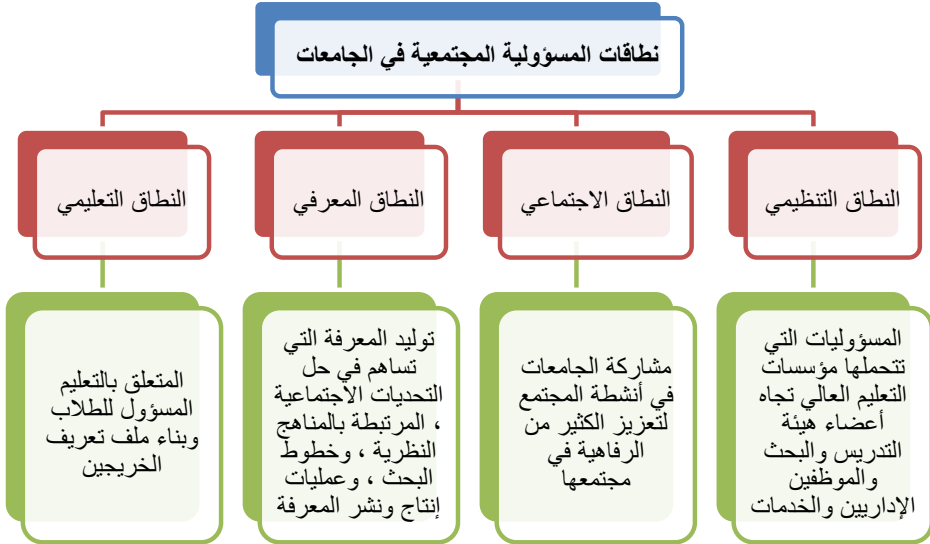 نطاقات المسؤولية المجتمعية في الجامعات
النطاق التنظيمي
النطاق الاجتماعي
النطاق المعرفي
النطاق التعليمي
المسؤوليات التي
تتحملها مؤسسات
التعليم العالي تجاه
أعضاء هيئة
التدريس والبحث
والموظفين
الإداريين والخدمات
مشاركة الجامعات
في أنشطة المجتمع
لتعزيز الكثير من
الرفاهية في
مجتمعها
توليد المعرفة التي
تساهم في حل
التحديات الاجتماعية
، المرتبطة بالمناهج
النظرية ، وخطوط
البحث ، وعمليات
إنتاج ونشر المعرفة
المتعلق بالتعليم
المسؤول للطلاب
وبناء ملف تعريف
الخريجين